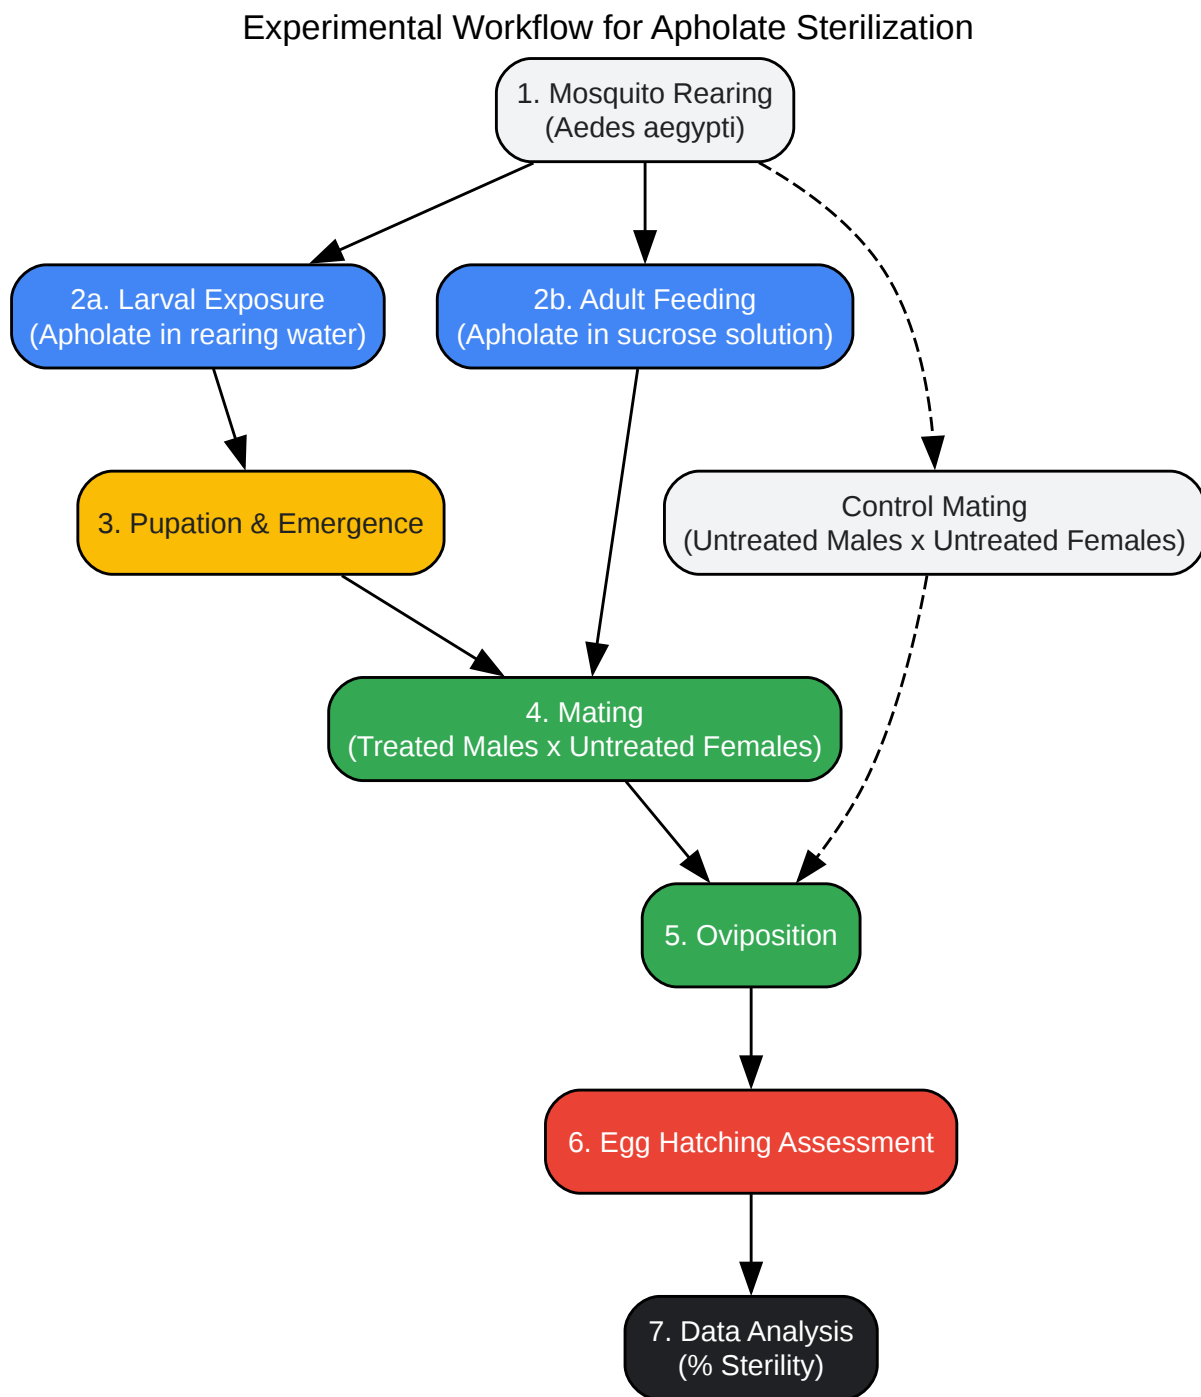 Experimental Workflow for Apholate Sterilization
1. Mosquito Rearing
(Aedes aegypti)
2a. Larval Exposure
(Apholate in rearing water)
2b. Adult Feeding
(Apholate in sucrose solution)
3. Pupation & Emergence
Control Mating
(Untreated Males x Untreated Females)
4. Mating
(Treated Males x Untreated Females)
5. Oviposition
6. Egg Hatching Assessment
7. Data Analysis
(% Sterility)